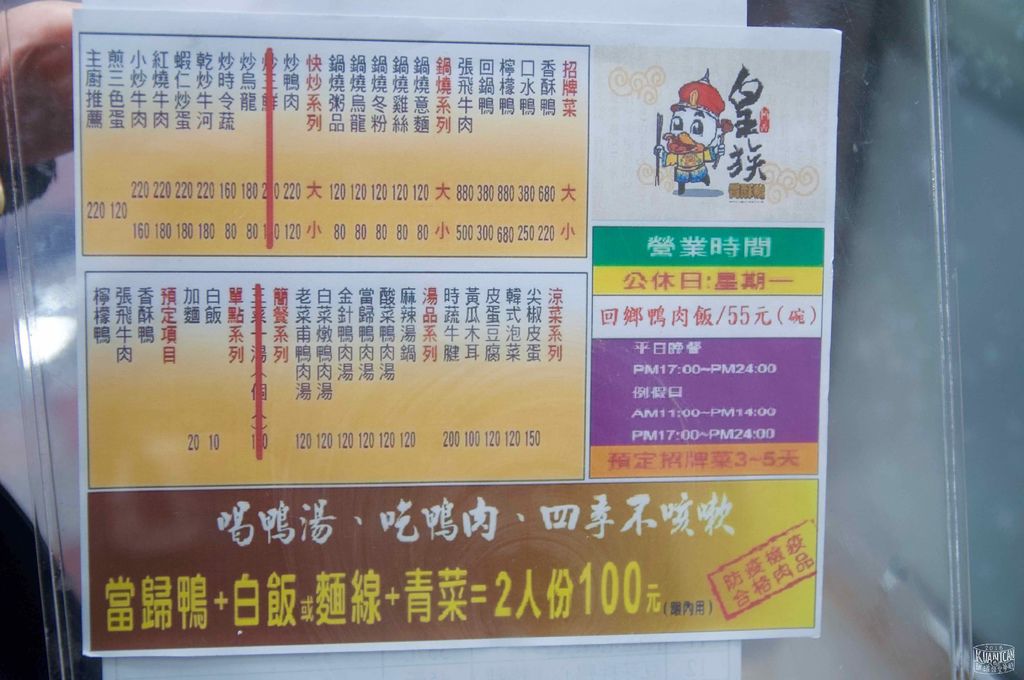 招牌菜 大 小
香酥鴨 680 220
口水鴨 380 250
檸檬鴨 880 680
回鍋鴨 380 300
張飛牛肉 880 500
鍋燒系列 大 小
鍋燒意麵 120 80
鍋燒雞絲 120 80
鍋燒冬粉 120 80
鍋燒烏龍 120 80
鍋燒粥品 120 80
快炒系列 大 小
炒鴨肉 220 120
炒三鮮
炒烏龍 180 80
炒時令蔬 160 80
乾炒牛河 220 180
蝦仁炒蛋 220 180
紅燒牛肉 220 180
小炒牛肉 220 160
煎三色蛋 120
主廚推薦 220
涼菜系列
尖椒皮蛋 150
韓式泡菜 120
皮蛋豆腐 120
黃瓜木耳 100
時蔬牛腱 200
湯品系列
麻辣湯鍋 120
酸菜鴨肉湯 120
當歸鴨肉湯 120
金針鴨肉湯 120
白菜燉鴨肉湯 120
老菜甫鴨肉湯 120
簡餐系列
單點系列
白飯 10
加麵 20
預定項目
香酥鴨
張飛牛肉
檸檬鴨
皇族
營業時間
公休日:星期一
回鄉鴨肉飯/55元(碗)
平日晚餐
PM17:00~PM24:00
例假日
AM11:00~PM14:00
PM17:00~PM24:00
預定招牌菜3~5天
喝鴨湯、吃鴨肉、四季不咳嗽
當歸鴨+白飯或麵線+青菜=2人份100元(限內用)
防疫檢疫
合格肉品
2016
KUANICAN